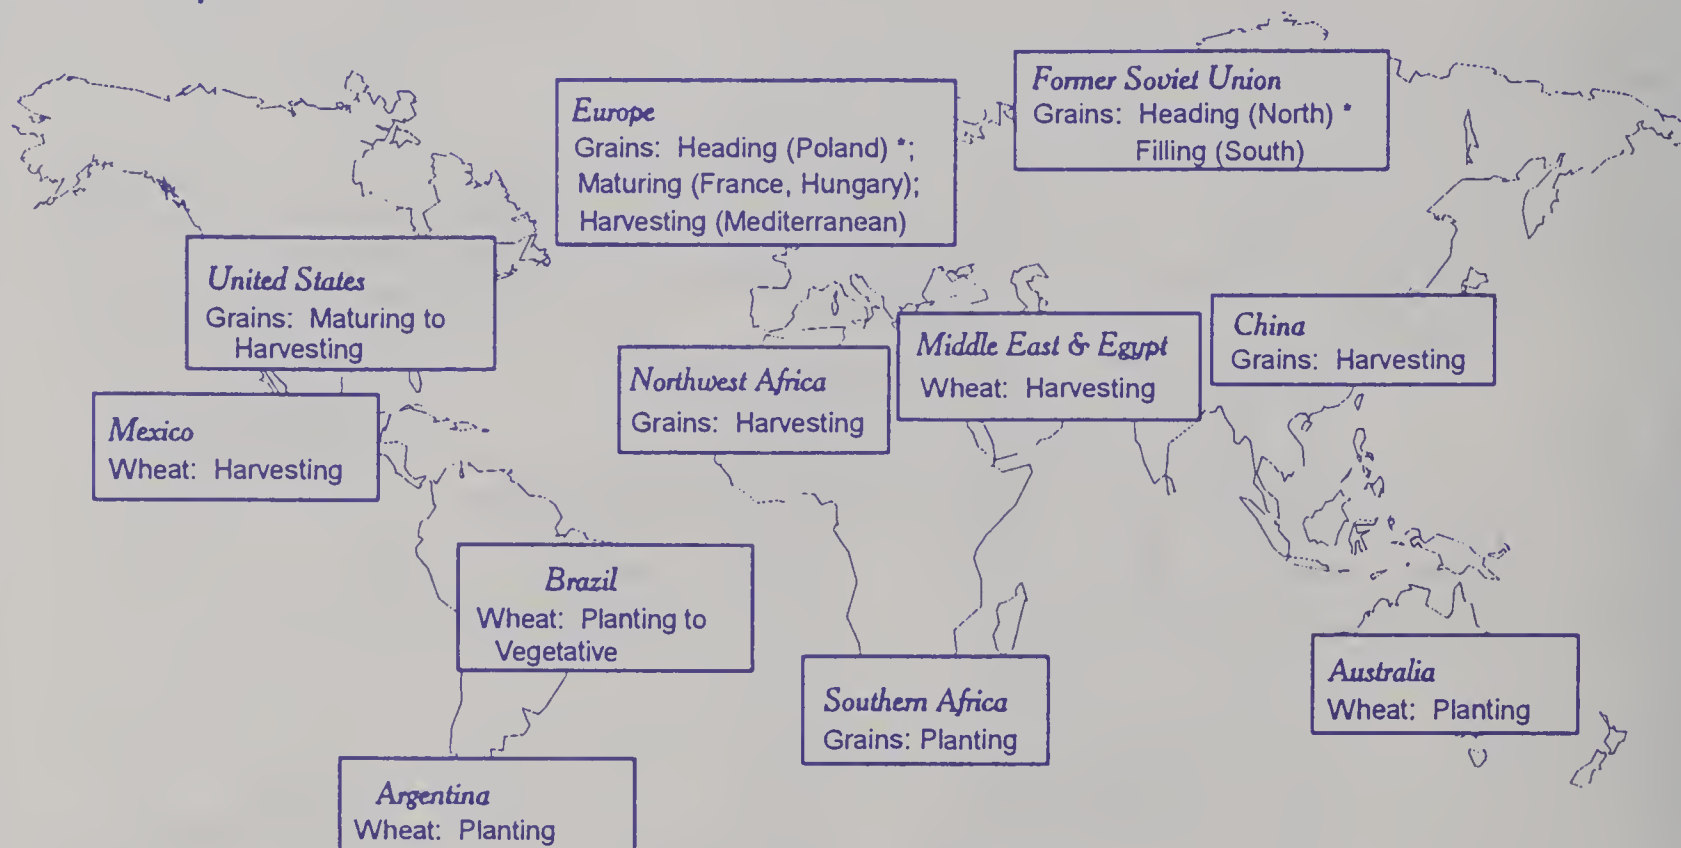 Former Soviet Union
Grains: Heading (North) *
Filling (South)
Europe
Grains: Heading (Poland) *;
Maturing (France, Hungary);
Harvesting (Mediterranean)
United States
Grains: Maturing to
Harvesting
China
Grains: Harvesting
Middle East & Egypt
Wheat: Harvesting
Northwest Africa
Grains: Harvesting
Mexico
Wheat: Harvesting
Brazil
Wheat: Planting to
Vegetative
Southern Africa
Grains: Planting
Australia
Wheat: Planting
Argentina
Wheat: Planting